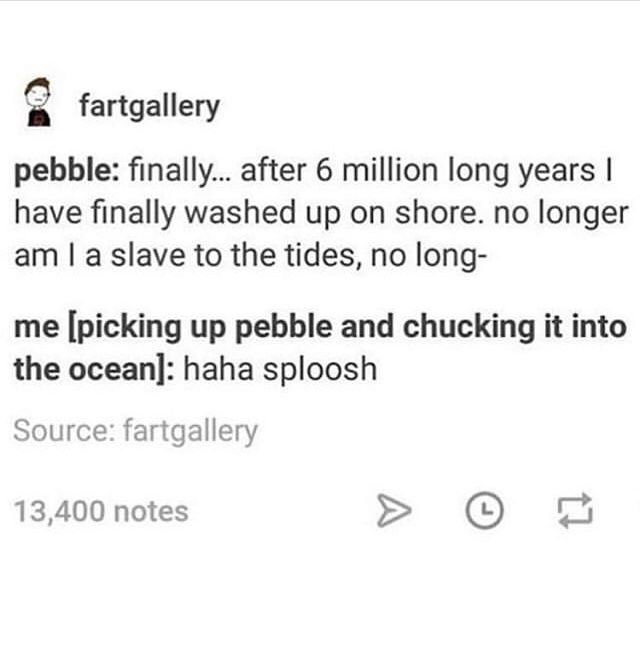 fartgallery
pebble: finally... after 6 million long years I
have finally washed up on shore. no longer
am I a slave to the tides, no long-
me [picking up pebble and chucking it into
the ocean]: haha sploosh
Source: fartgallery
13,400 notes